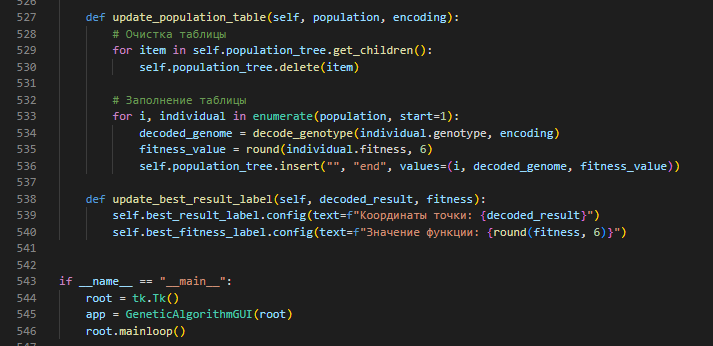 526
527 def update_population_table(self, population, encoding):
528 # Очистка таблицы
529 for item in self.population_tree.get_children():
530 self.population_tree.delete(item)
531
532 # Заполнение таблицы
533 for i, individual in enumerate(population, start=1):
534 decoded_genome = decode_genotype(individual.genotype, encoding)
535 fitness_value = round(individual.fitness, 6)
536 self.population_tree.insert("", "end", values=(i, decoded_genome, fitness_value))
537
538 def update_best_result_label(self, decoded_result, fitness):
539 self.best_result_label.config(text=f"Координаты точки: {decoded_result}")
540 self.best_fitness_label.config(text=f"Значение функции: {round(fitness, 6)}")
541
542
543 if __name__ == "__main__":
544 root = tk.Tk()
545 app = GeneticAlgorithmGUI(root)
546 root.mainloop()
547